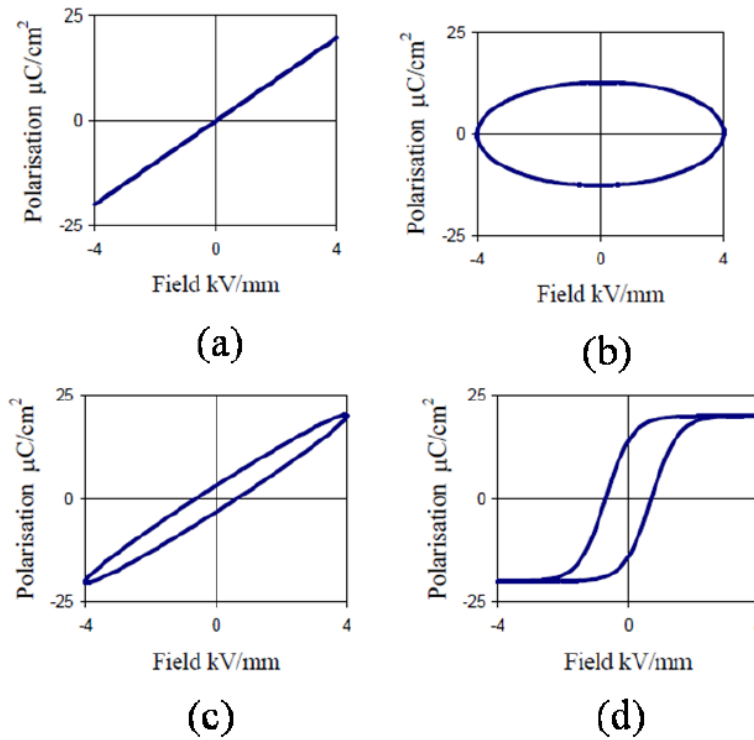 Polarisation μC/cm²
25
0
-25
-4
0
4
Field kV/mm
(a)
Polarisation μC/cm²
25
0
-25
-4
0
4
Field kV/mm
(b)
Polarisation μC/cm²
25
0
-25
-4
0
4
Field kV/mm
(c)
Polarisation μC/cm²
25
0
-25
-4
0
Field kV/mm
(d)